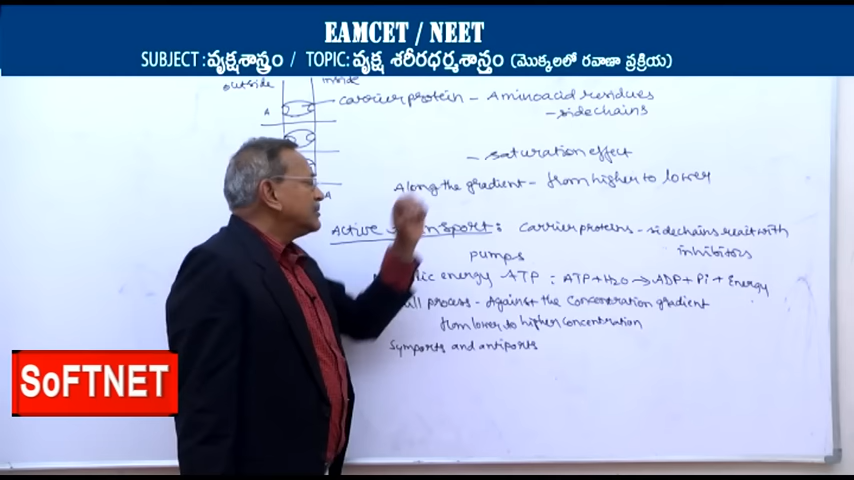 EAMCET / NEET
SUBJECT : వృక్షశాస్త్రం / TOPIC: వృక్ష శరీరధర్మశాస్త్రం (మొక్కలలో రవాణా ప్రక్రియ)
outside inside
A carrier protein - Aminoacid residues
- sidechains
- saturation effect
Along the gradient - from higher to lower
A
Active : Carrier proteins - sidechains react with
pumps inhibitors
energy ATP : ATP + H2O → ADP + Pi + Energy
process - Against the Concentration gradient
from lower to higher concentration
Symports and antiports
SoFTNET